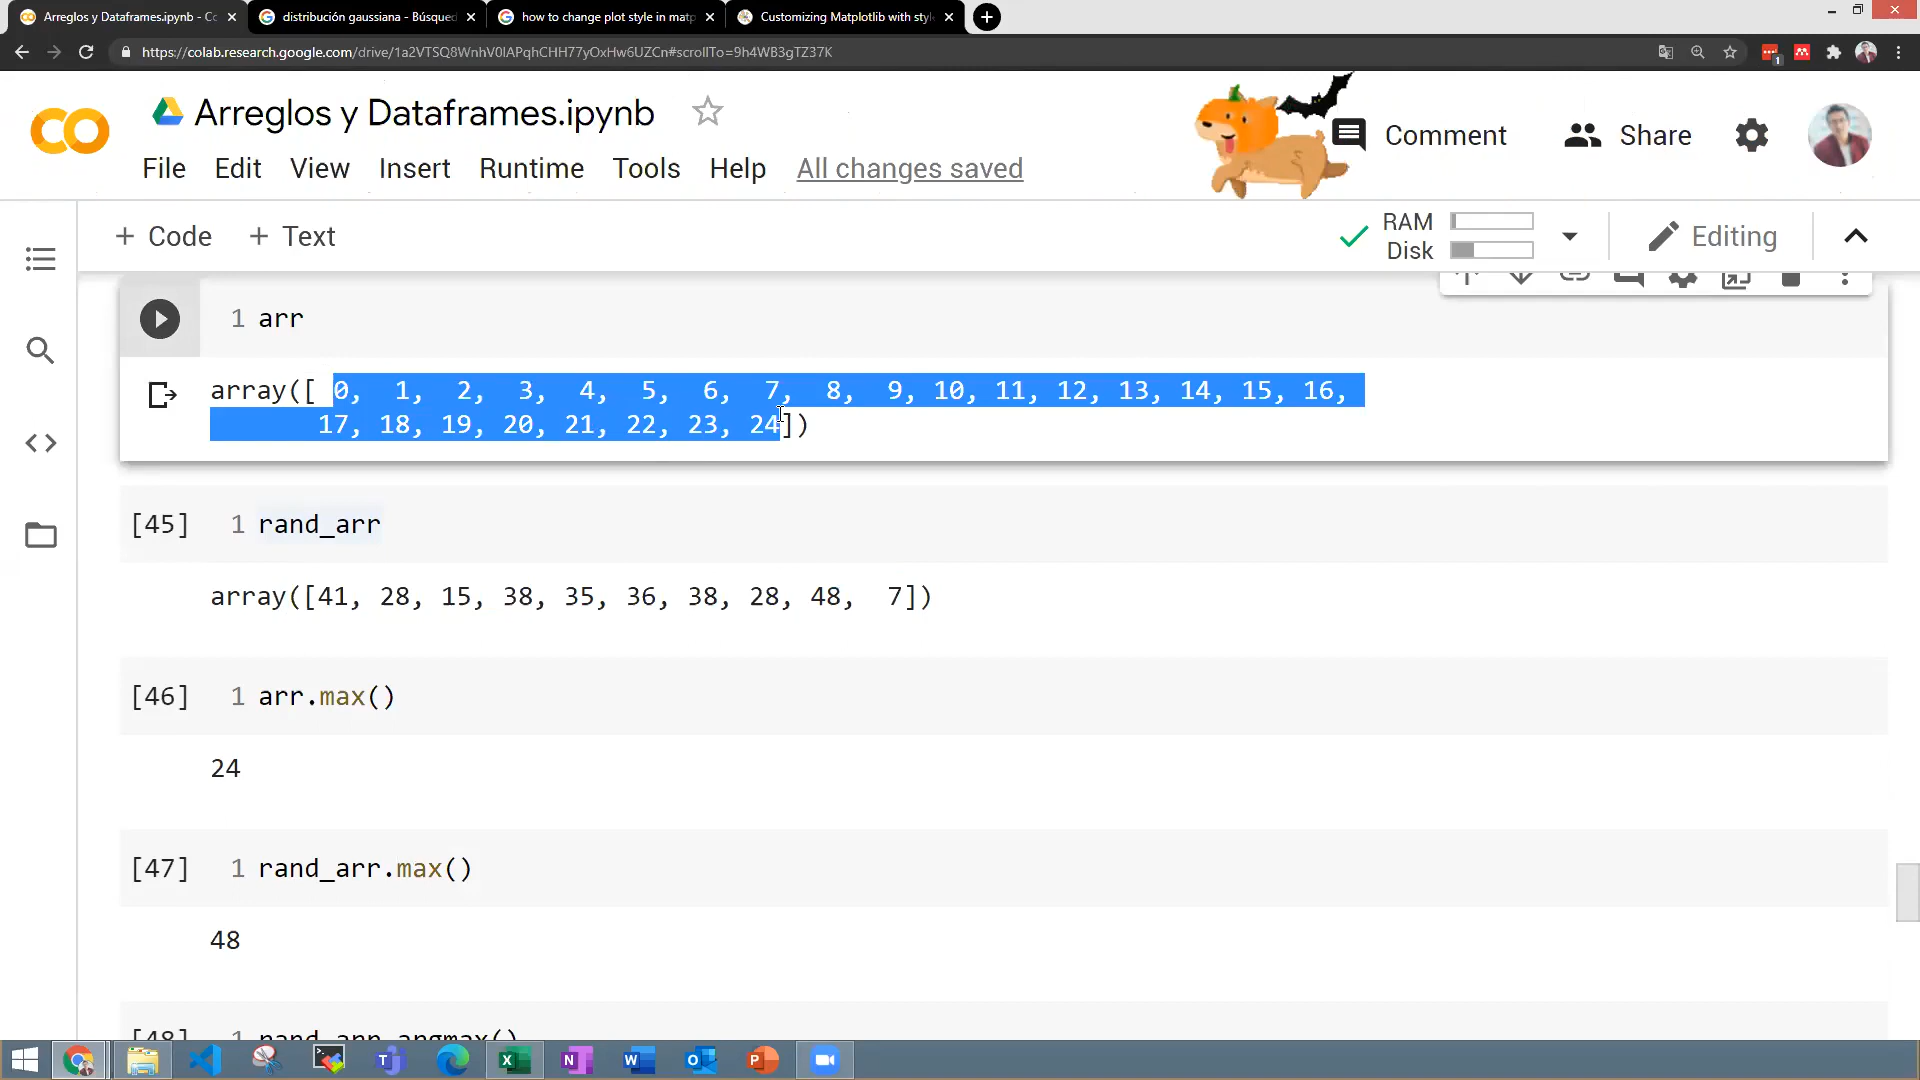 Arreglos y Dataframes.ipynb - Cc
distribución gaussiana - Búsqued
how to change plot style in matp
Customizing Matplotlib with styl
https://colab.research.google.com/drive/1a2VTSQ8WnhV0lAPqhCHH77yOxHw6UZCn#scrollTo=9h4WB3gTZ37K
Arreglos y Dataframes.ipynb
Comment
Share
File Edit View Insert Runtime Tools Help All changes saved
+ Code + Text
RAM
Disk
Editing
1 arr
array([ 0, 1, 2, 3, 4, 5, 6, 7, 8, 9, 10, 11, 12, 13, 14, 15, 16,
17, 18, 19, 20, 21, 22, 23, 24])
[45] 1 rand_arr
array([41, 28, 15, 38, 35, 36, 38, 28, 48, 7])
[46] 1 arr.max()
24
[47] 1 rand_arr.max()
48
[48] 1 rand_arr.argmax()